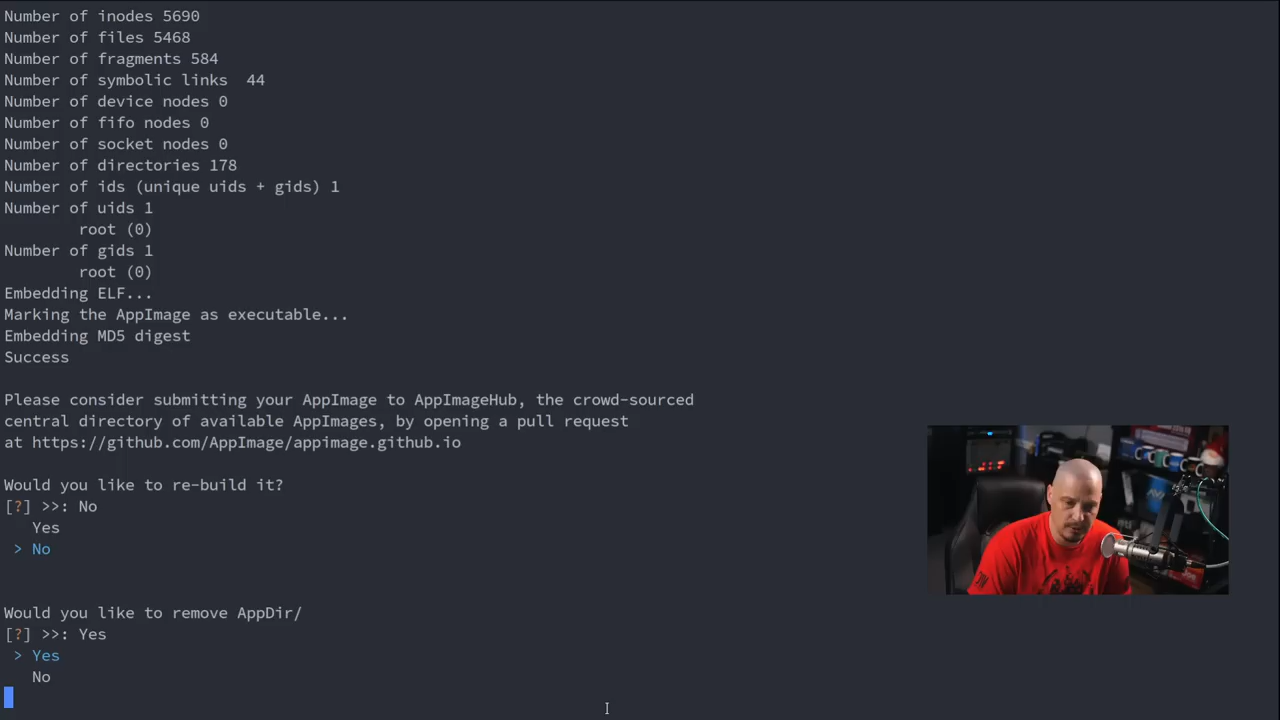 Number of inodes 5690
Number of files 5468
Number of fragments 584
Number of symbolic links  44
Number of device nodes 0
Number of fifo nodes 0
Number of socket nodes 0
Number of directories 178
Number of ids (unique uids + gids) 1
Number of uids 1
root (0)
Number of gids 1
root (0)
Embedding ELF...
Marking the AppImage as executable...
Embedding MD5 digest
Success
Please consider submitting your AppImage to AppImageHub, the crowd-sourced
central directory of available AppImages, by opening a pull request
at https://github.com/AppImage/appimage.github.io
Would you like to re-build it?
[?] >>: No
Yes
> No
Would you like to remove AppDir/
[?] >>: Yes
> Yes
No